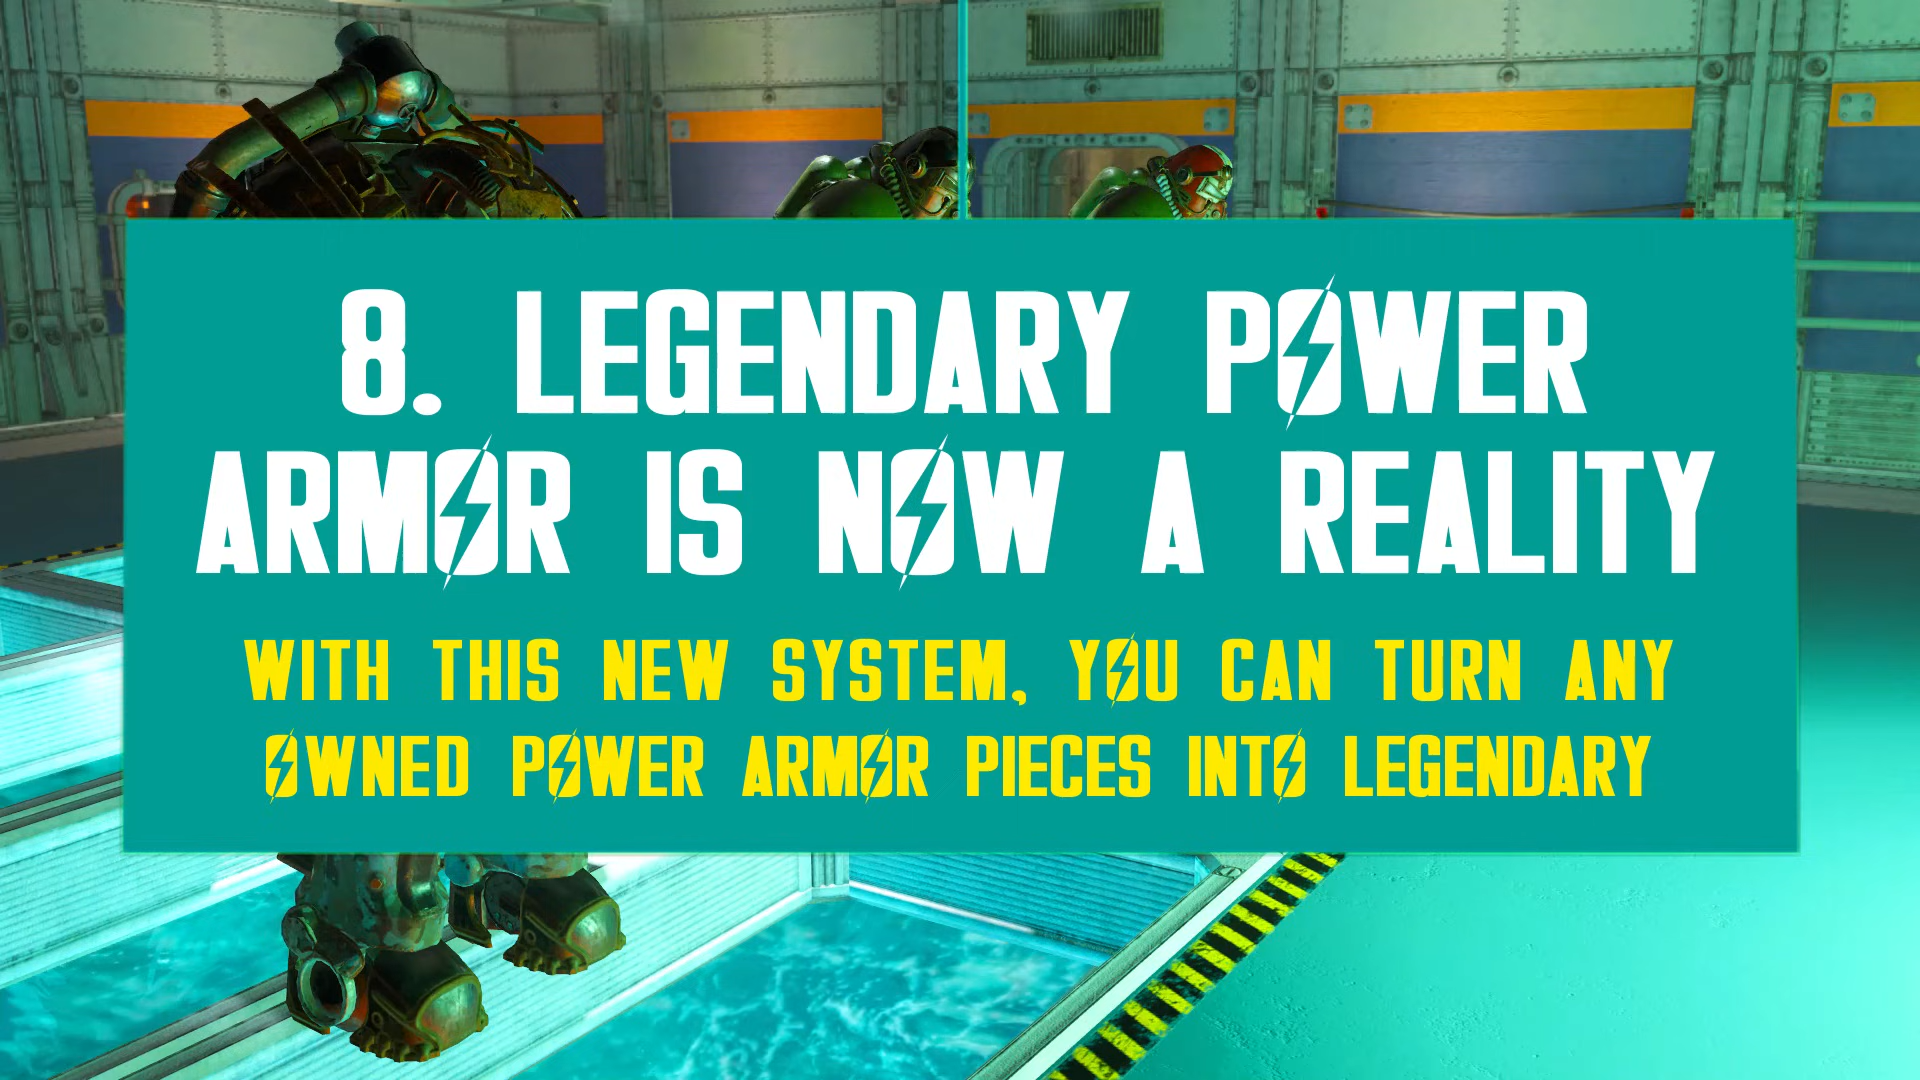 8. LEGENDARY POWER
ARMOR IS NOW A REALITY
WITH THIS NEW SYSTEM, YOU CAN TURN ANY
OWNED POWER ARMOR PIECES INTO LEGENDARY